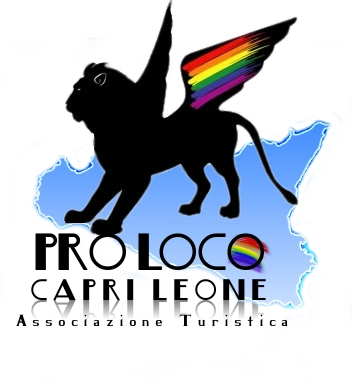 PRO LOCO
CAPRI LEONE
Associazione Turistica